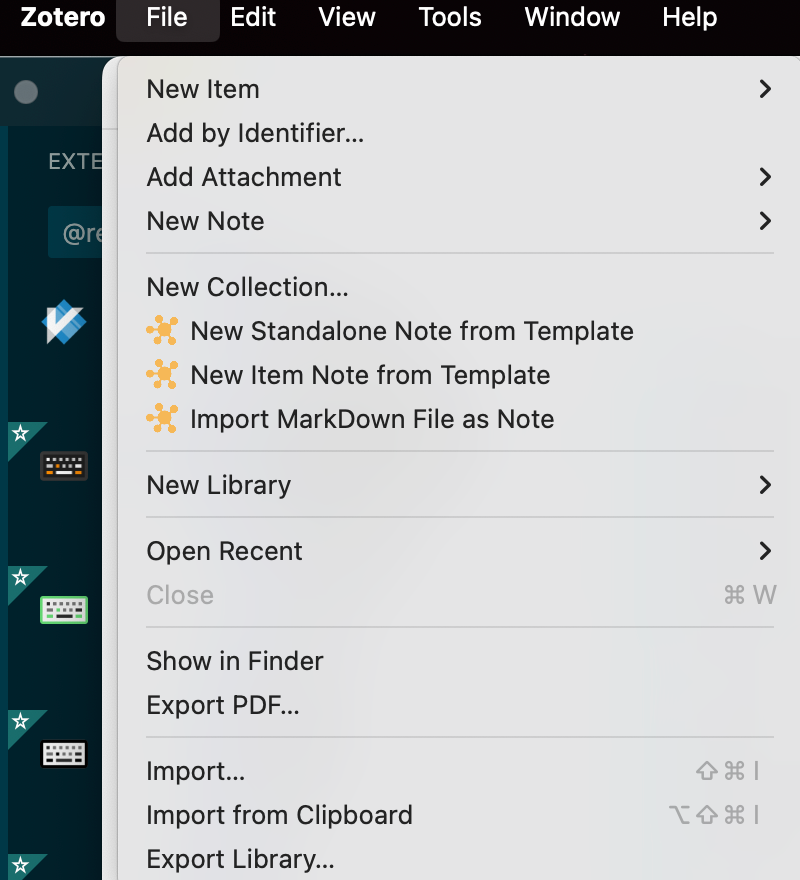 Zotero File Edit View Tools Window Help
New Item
Add by Identifier...
Add Attachment
New Note
New Collection...
New Standalone Note from Template
New Item Note from Template
Import MarkDown File as Note
New Library
Open Recent
Close ⌘ W
Show in Finder
Export PDF...
Import... ⇧ ⌘ I
Import from Clipboard ⌥ ⇧ ⌘ I
Export Library...
EXTE
@re